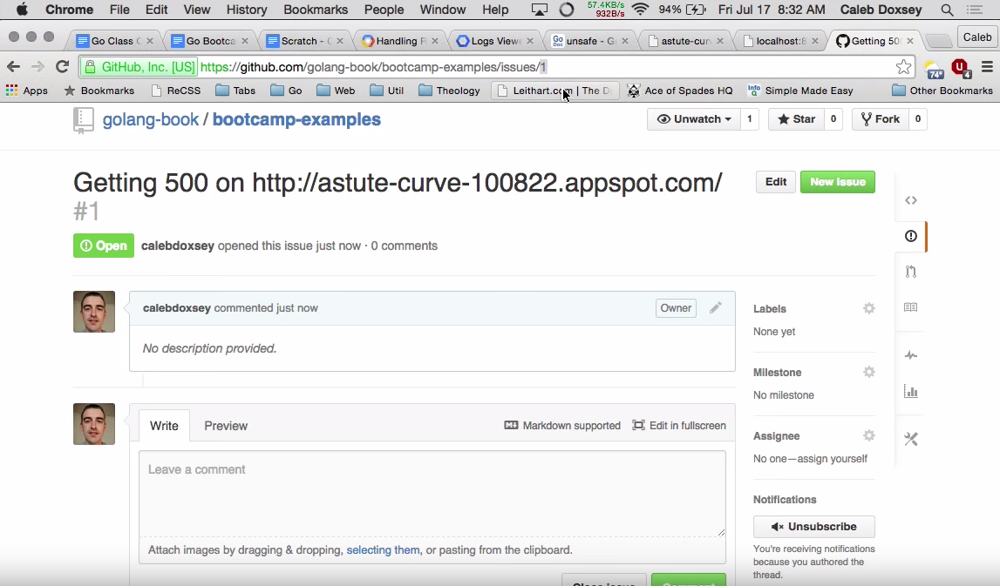 Chrome File Edit View History Bookmarks People Window Help 57.4KB/s 932B/s 94% Fri Jul 17 8:32 AM Caleb Doxsey
Go Class Go Bootca Scratch - Handling Logs View unsafe - G astute-cur localhost:8 Getting 50 Caleb
GitHub, Inc. [US] https://github.com/golang-book/bootcamp-examples/issues/1 74° 4
Apps Bookmarks ReCSS Tabs Go Web Util Theology Leithart.com | The Ace of Spades HQ Simple Made Easy Other Bookmarks
golang-book / bootcamp-examples Unwatch 1 Star 0 Fork 0
Getting 500 on http://astute-curve-100822.appspot.com/ Edit New Issue
#1
Open calebdoxsey opened this issue just now · 0 comments
calebdoxsey commented just now Owner
No description provided.
Labels
None yet
Milestone
No milestone
Write Preview Markdown supported Edit in fullscreen
Leave a comment
Attach images by dragging & dropping, selecting them, or pasting from the clipboard.
Close issue Comment
Assignee
No one—assign yourself
Notifications
Unsubscribe
You're receiving notifications
because you authored the
thread.